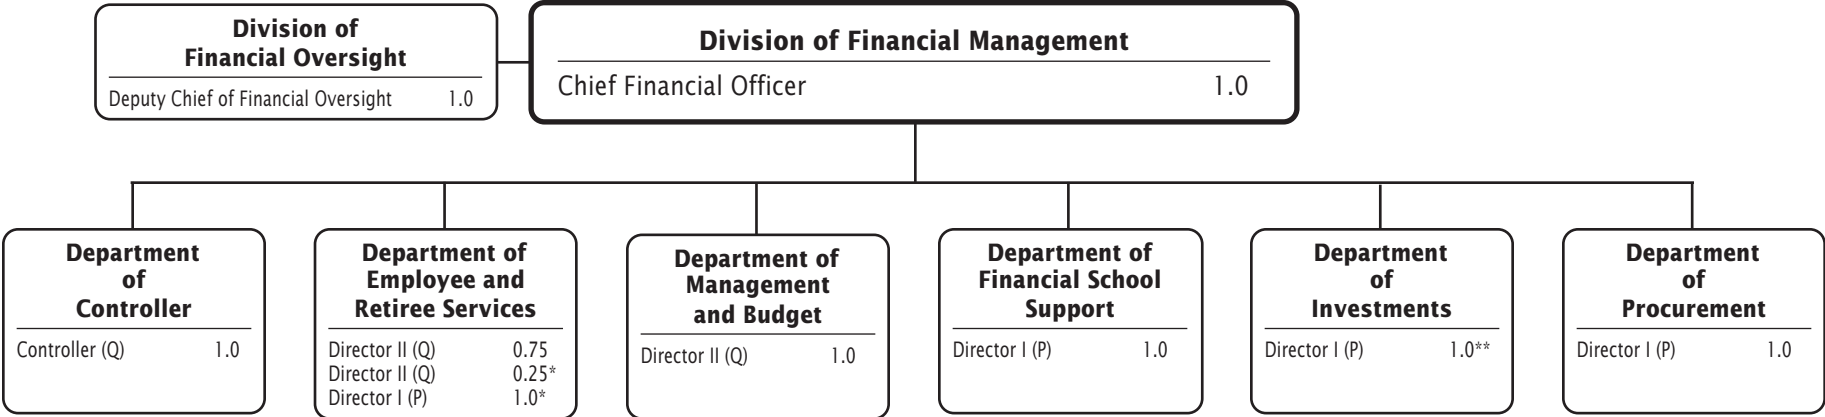 Division of
Financial Oversight
Deputy Chief of Financial Oversight 1.0
Division of Financial Management
Chief Financial Officer 1.0
Department
of
Controller
Controller (Q) 1.0
Department of
Employee and
Retiree Services
Director II (Q) 0.75
Director II (Q) 0.25*
Director I (P) 1.0*
Department of
Management
and Budget
Director II (Q) 1.0
Department of
Financial School
Support
Director I (P) 1.0
Department
of
Investments
Director I (P) 1.0**
Department
of
Procurement
Director I (P) 1.0